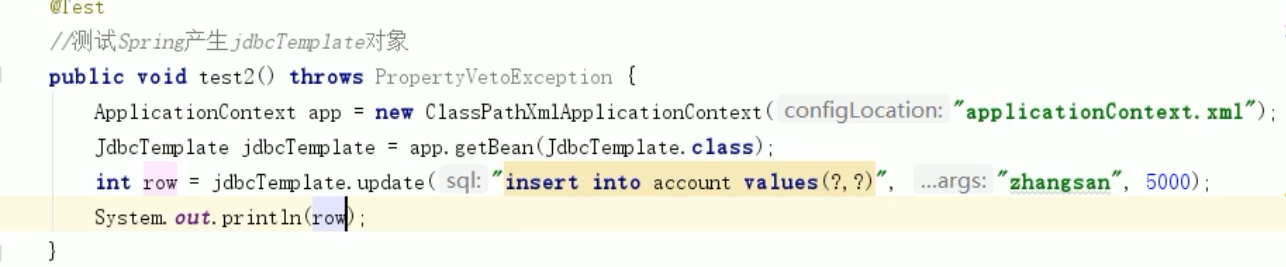 @Test
//测试Spring产生jdbcTemplate对象
public void test2() throws PropertyVetoException {
ApplicationContext app = new ClassPathXmlApplicationContext( configLocation: "applicationContext.xml");
JdbcTemplate jdbcTemplate = app.getBean(JdbcTemplate.class);
int row = jdbcTemplate.update( sql: "insert into account values(?,?)", ...args: "zhangsan", 5000);
System.out.println(row);
}